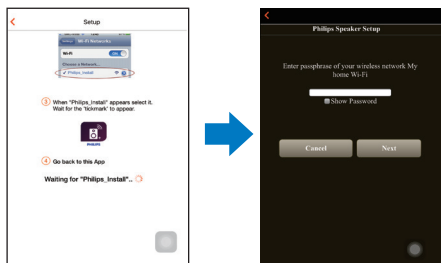 Setup
Wi-Fi Networks
Wi-Fi
ON
Choose a Network...
Philips_Install
3 When "Philips_Install" appears select it.
Wait for the 'tickmark' to appear.
PHILIPS
4 Go back to this App
Waiting for "Philips_Install"..
Philips Speaker Setup
Enter passphrase of your wireless network My
home Wi-Fi
Show Password
Cancel Next